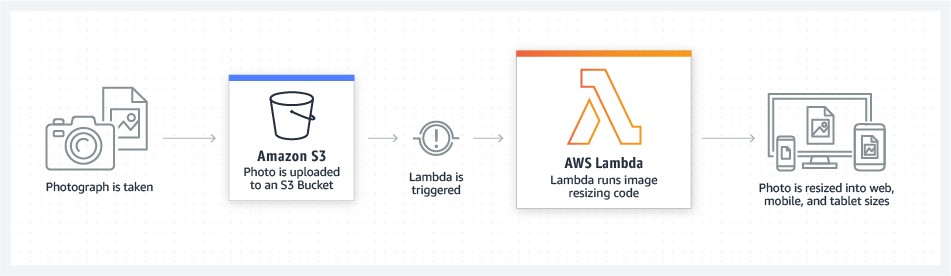 Photograph is taken
Amazon S3
Photo is uploaded
to an S3 Bucket
Lambda is
triggered
AWS Lambda
Lambda runs image
resizing code
Photo is resized into web,
mobile, and tablet sizes